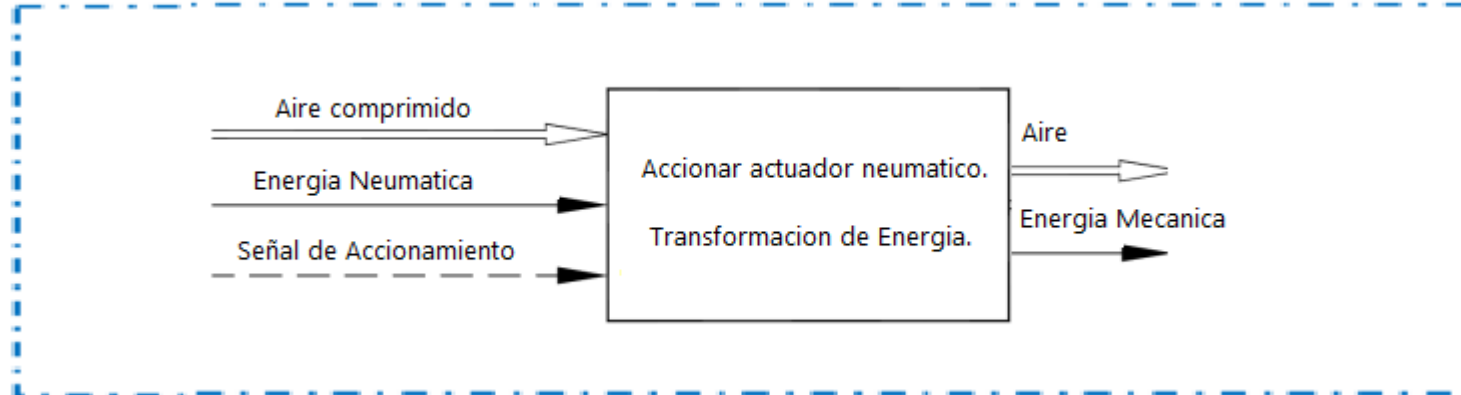 Aire comprimido
Energia Neumatica
Señal de Accionamiento
Accionar actuador neumatico.
Transformacion de Energia.
Aire
Energia Mecanica